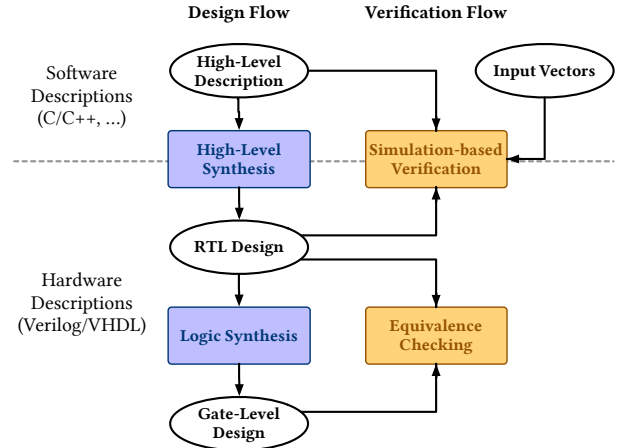 Design Flow
Verification Flow
High-Level
Description
Input Vectors
Software
Descriptions
(C/C++, ...)
High-Level
Synthesis
Simulation-based
Verification
RTL Design
Hardware
Descriptions
(Verilog/VHDL)
Logic Synthesis
Equivalence
Checking
Gate-Level
Design